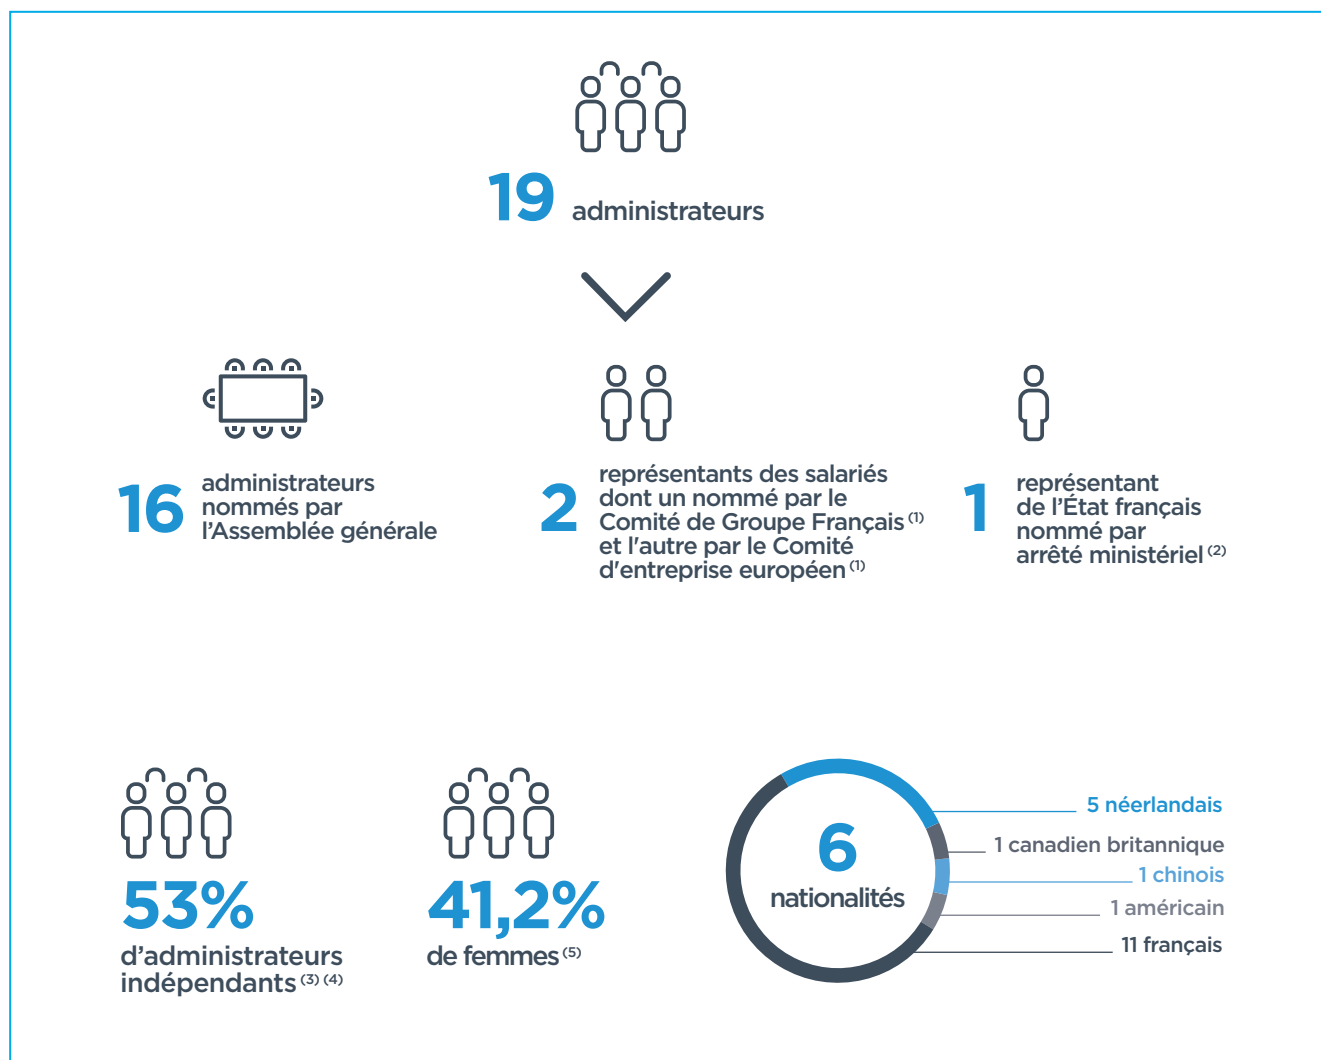 19 administrateurs
16
administrateurs
nommés par
l’Assemblée générale
2
représentants des salariés
dont un nommé par le
Comité de Groupe Français (1)
et l'autre par le Comité
d'entreprise européen (1)
1
représentant
de l’État français
nommé par
arrêté ministériel (2)
53%
d’administrateurs
indépendants (3) (4)
41,2%
de femmes (5)
6
nationalités
5 néerlandais
1 canadien britannique
1 chinois
1 américain
11 français